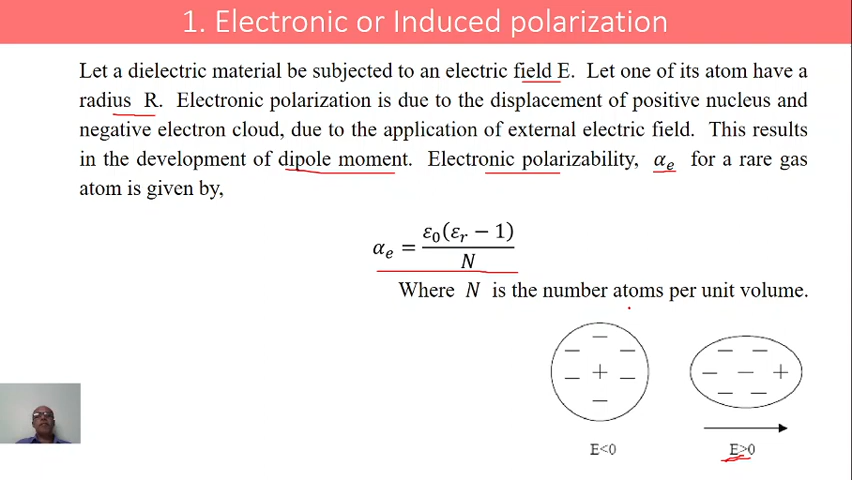 1. Electronic or Induced polarization
Let a dielectric material be subjected to an electric field E. Let one of its atom have a
radius R. Electronic polarization is due to the displacement of positive nucleus and
negative electron cloud, due to the application of external electric field. This results
in the development of dipole moment. Electronic polarizability, αₑ for a rare gas
atom is given by,
αₑ = ε₀(εᵣ − 1) / N
Where N is the number atoms per unit volume.
E<0
E>0